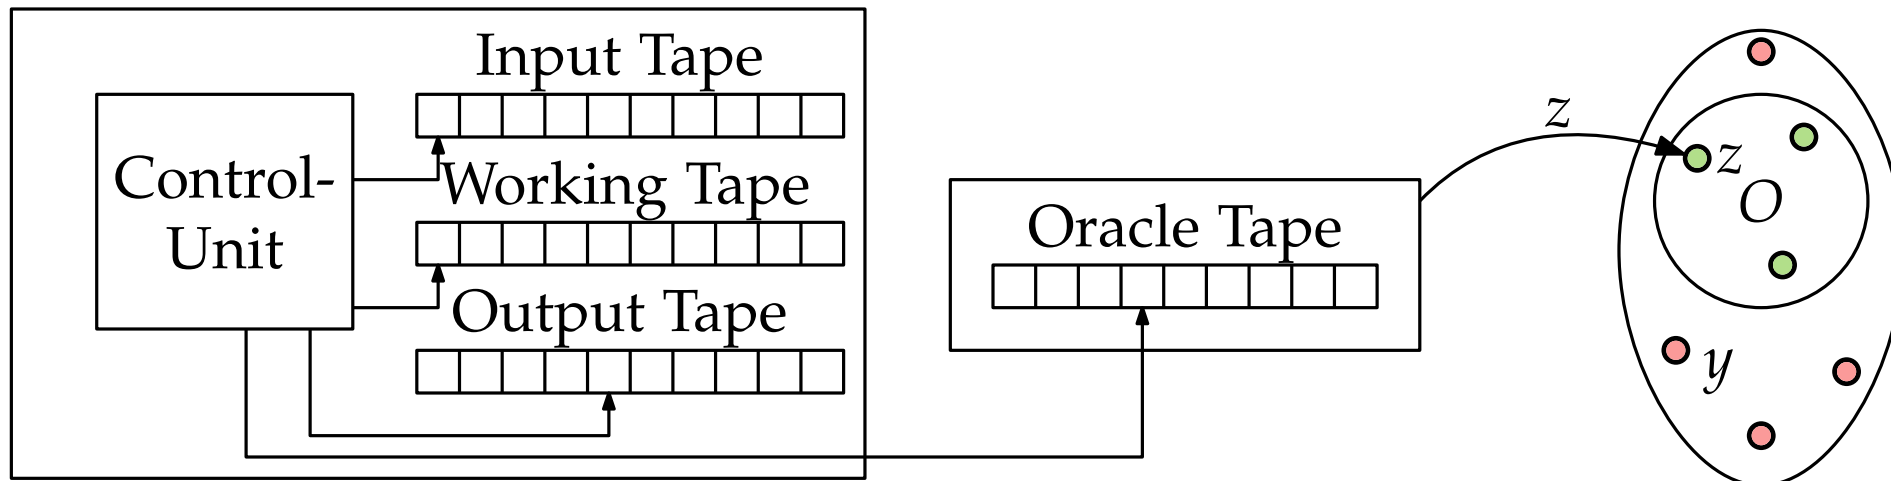 Input Tape
Control-
Unit
Working Tape
Output Tape
Oracle Tape
z
z
O
y